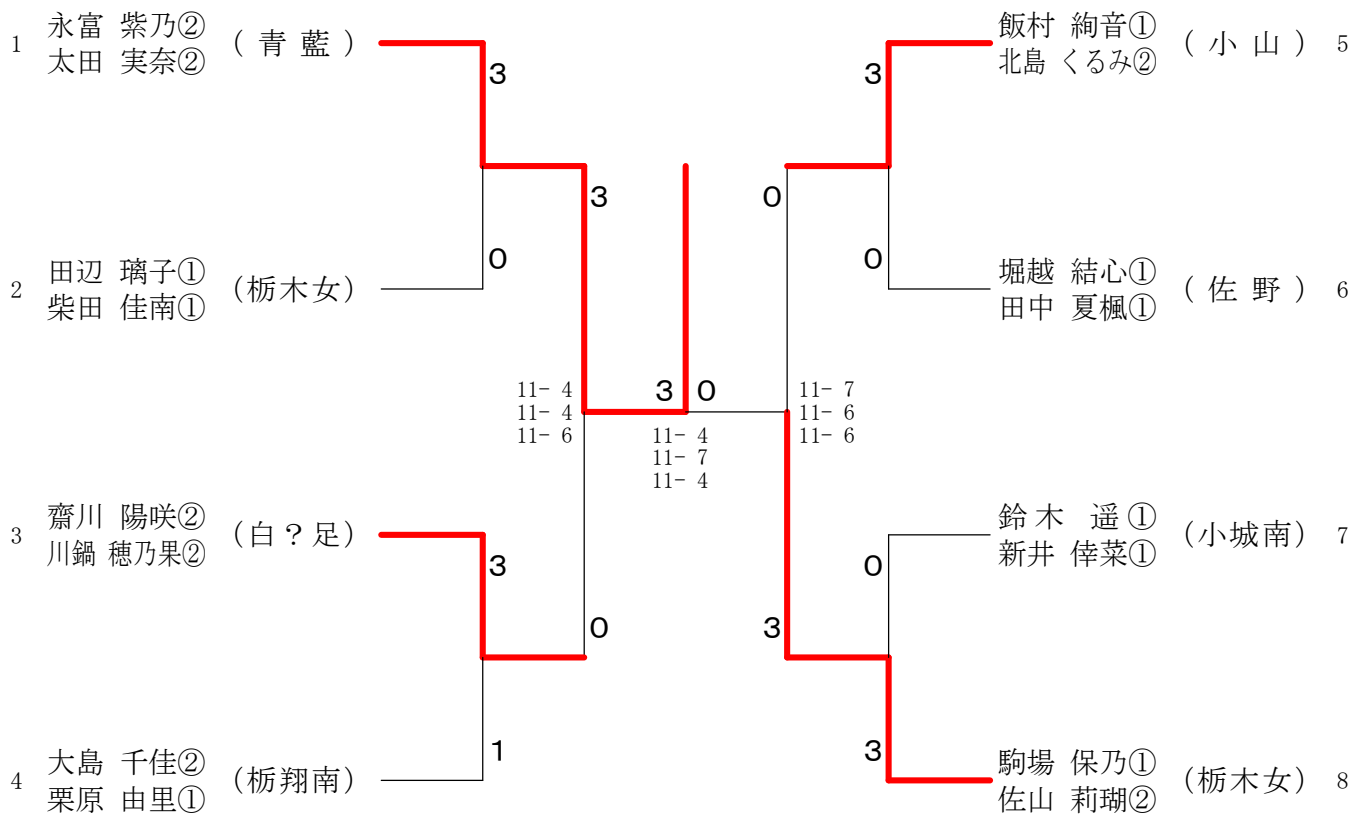 1 永富 紫乃② (青藍)
太田 実奈②
3
0
2 田辺 璃子① (栃木女)
柴田 佳南①
3
11- 4
11- 4
11- 6
3 齋川 陽咲② (白?足)
川鍋 穂乃果②
3
0
1
4 大島 千佳② (栃翔南)
栗原 由里①
3 0
11- 4
11- 7
11- 4
飯村 絢音① (小山) 5
北島 くるみ②
3
0
0
堀越 結心① (佐野) 6
田中 夏楓①
11- 7
11- 6
11- 6
鈴木 遥① (小城南) 7
新井 倖菜①
0
3
3
駒場 保乃① (栃木女) 8
佐山 莉瑚②